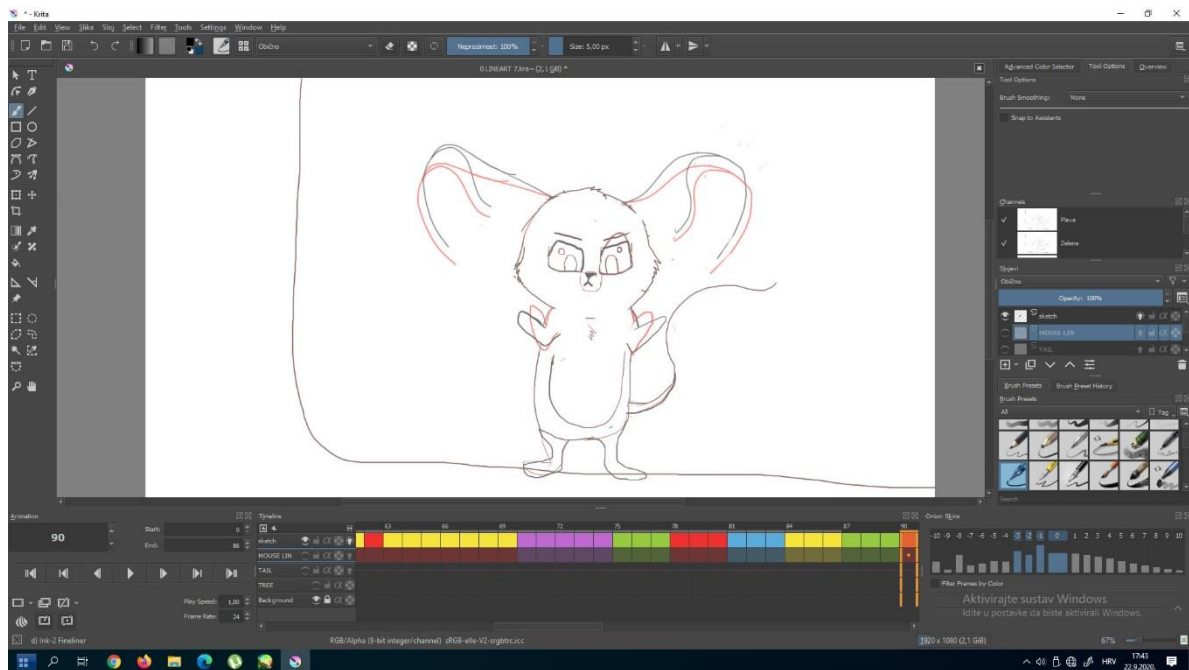 * - Krita
File Edit View Slika Sloj Select Filter Tools Settings Window Help
Obično
Neprozirnost: 100%
Size: 5,00 px
0 LINEART 7.kra— (2,1 GiB) *
Advanced Color Selector Tool Options Overview
Tool Options
Brush Smoothing: None
Snap to Assistants
Channels
Plava
Zelena
Slojevi
Obično
Opacity: 100%
sketch
MOUSE LIN
TAIL
Brush Presets Brush Preset History
Brush Presets
All Tag
Search
Animation
90
Start: 0
End: 86
Play Speed: 1,00
Frame Rate: 24
Timeline
63 66 69 72 75 78 81 84 87 90
sketch
MOUSE LIN
TAIL
TREE
Background
Onion Skins
-10 -9 -8 -7 -6 -5 -4 -3 -2 -1 0 1 2 3 4 5 6 7 8 9 10
Filter Frames by Color
Aktivirajte sustav Windows
Idite u postavke da biste aktivirali Windows.
d) Ink-2 Fineliner
RGB/Alpha (8-bit integer/channel) sRGB-elle-V2-srgbtrc.icc
1920 x 1080 (2,1 GiB)
67%
HRV
17:43
22.9.2020.